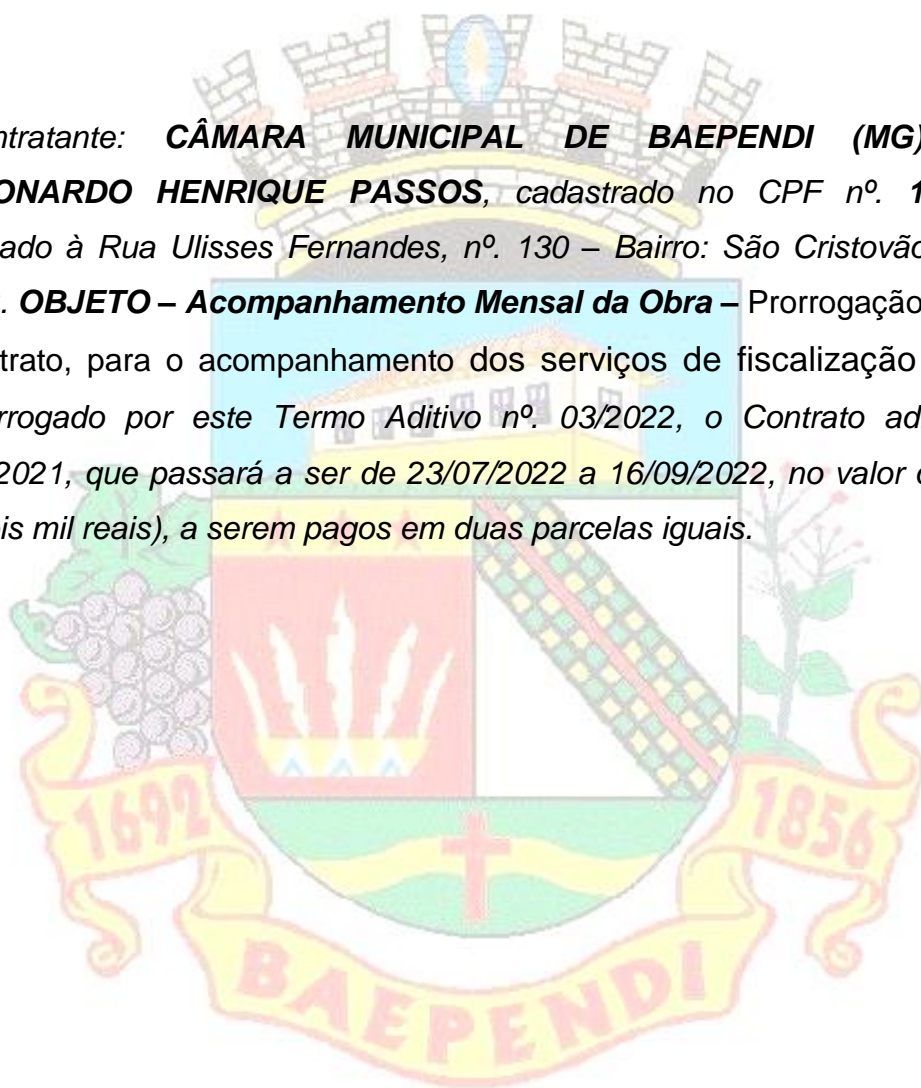 ntratante: CÂMARA MUNICIPAL DE BAEPENDI (MG)
ONARDO HENRIQUE PASSOS, cadastrado no CPF nº. 1
ado à Rua Ulisses Fernandes, nº. 130 – Bairro: São Cristovão
. OBJETO – Acompanhamento Mensal da Obra – Prorrogação
trato, para o acompanhamento dos serviços de fiscalização
rrogado por este Termo Aditivo nº. 03/2022, o Contrato ad
2021, que passará a ser de 23/07/2022 a 16/09/2022, no valor
is mil reais), a serem pagos em duas parcelas iguais.
1692
1856
BAEPENDI